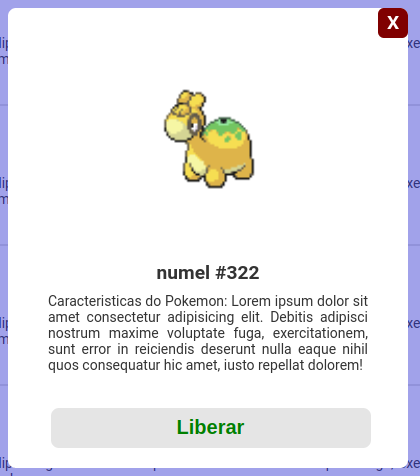 X
numel #322
Caracteristicas do Pokemon: Lorem ipsum dolor sit
amet consectetur adipisicing elit. Debitis adipisci
nostrum maxime voluptate fuga, exercitationem,
sunt error in reiciendis deserunt nulla eaque nihil
quos consequatur hic amet, iusto repellat dolorem!
Liberar